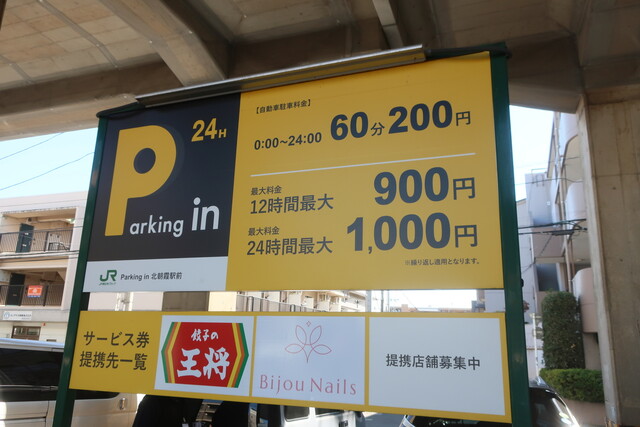 P
arking in
24H
【自動車駐車料金】
0:00～24:00 60分200円
最大料金
12時間最大 900円
最大料金
24時間最大 1,000円
※繰り返し適用となります。
JR
Parking in 北朝霞駅前
サービス券
提携先一覧
餃子の
王将
Bijou Nails
提携店舗募集中